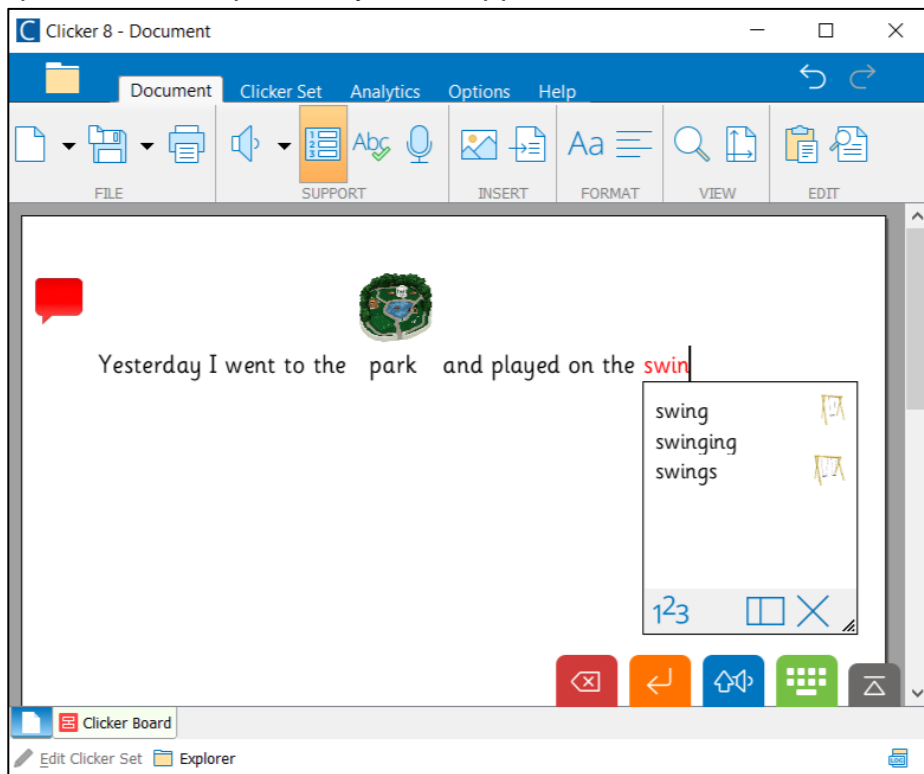 Clicker 8 - Document
Document Clicker Set Analytics Options Help
Abc Aa
FILE SUPPORT INSERT FORMAT VIEW EDIT
Yesterday I went to the park and played on the swin
swing
swinging
swings
123
Clicker Board
Edit Clicker Set Explorer